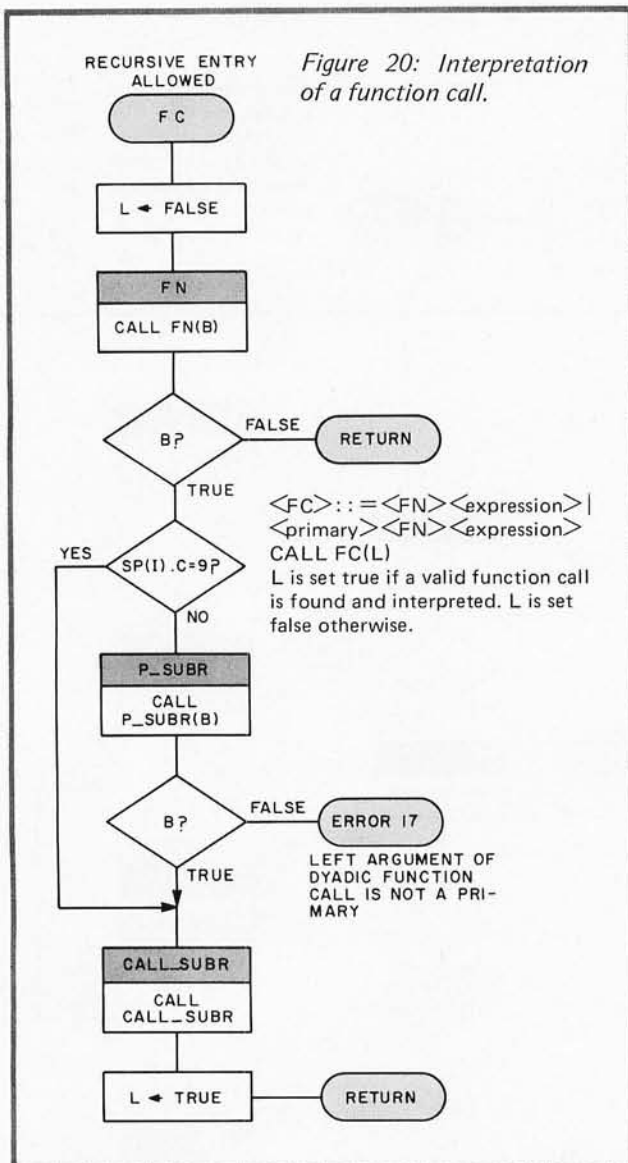 RECURSIVE ENTRY
ALLOWED
Figure 20: Interpretation
of a function call.
FC
L ← FALSE
FN
CALL FN(B)
B?
FALSE
RETURN
TRUE
<FC>::=<FN><expression>|
<primary><FN><expression>
CALL FC(L)
L is set true if a valid function call
is found and interpreted. L is set
false otherwise.
YES
SP(I).C=9?
NO
P_SUBR
CALL
P_SUBR(B)
B?
FALSE
ERROR 17
TRUE
LEFT ARGUMENT OF
DYADIC FUNCTION
CALL IS NOT A PRI-
MARY
CALL_SUBR
CALL
CALL_SUBR
L ← TRUE
RETURN